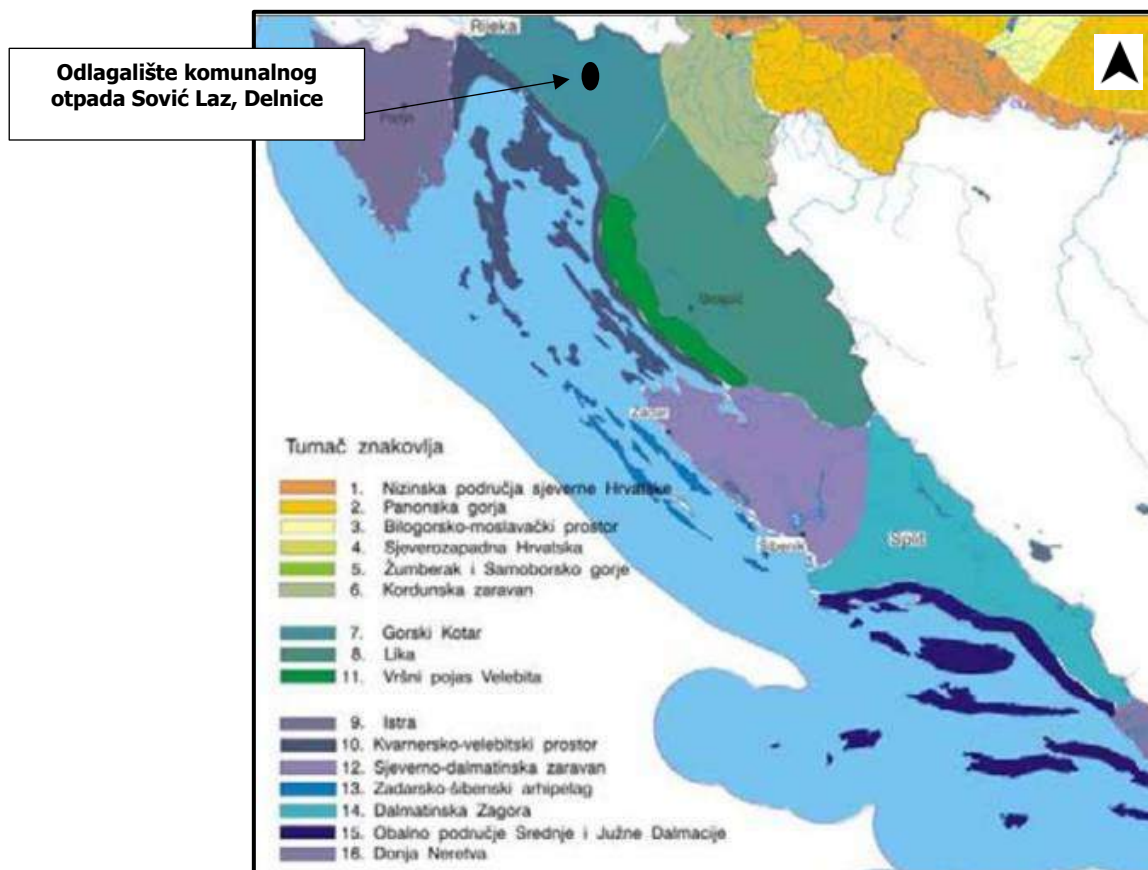 Odlagalište komunalnog
otpada Sović Laz, Delnice
Rijeka
Pazin
Gospić
Zadar
Šibenik
Split
Tumač znakovlja
1. Nizinska područja sjeverne Hrvatske
2. Panonska gorja
3. Bilogorsko-moslavački prostor
4. Sjeverozapadna Hrvatska
5. Žumberak i Samoborsko gorje
6. Kordunska zaravan
7. Gorski Kotar
8. Lika
11. Vršni pojas Velebita
9. Istra
10. Kvarnersko-velebitski prostor
12. Sjeverno-dalmatinska zaravan
13. Zadarsko-šibenski arhipelag
14. Dalmatinska Zagora
15. Obalno područje Srednje i Južne Dalmacije
16. Donja Neretva